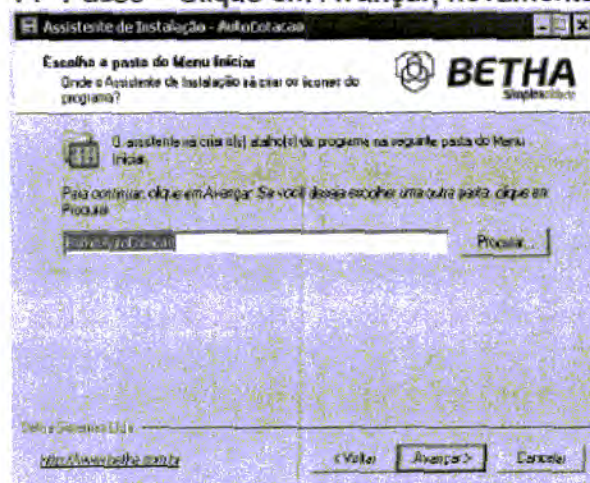 Passo - Clique em Avançar, novamente
Assistente de Instalação - AutoCotacao
Escolha a pasta do Menu Iniciar
Onde o Assistente de Instalação irá criar os ícones do
programa?
BETHA
O assistente irá criar o(s) atalho(s) do programa na seguinte pasta do Menu
Iniciar.
Para continuar, clique em Avançar. Se você deseja escolher uma outra pasta, clique em
Procurar.
Procurar...
Betha Sistemas Ltda
http://www.betha.com.br
< Voltar
Avançar >
Cancelar